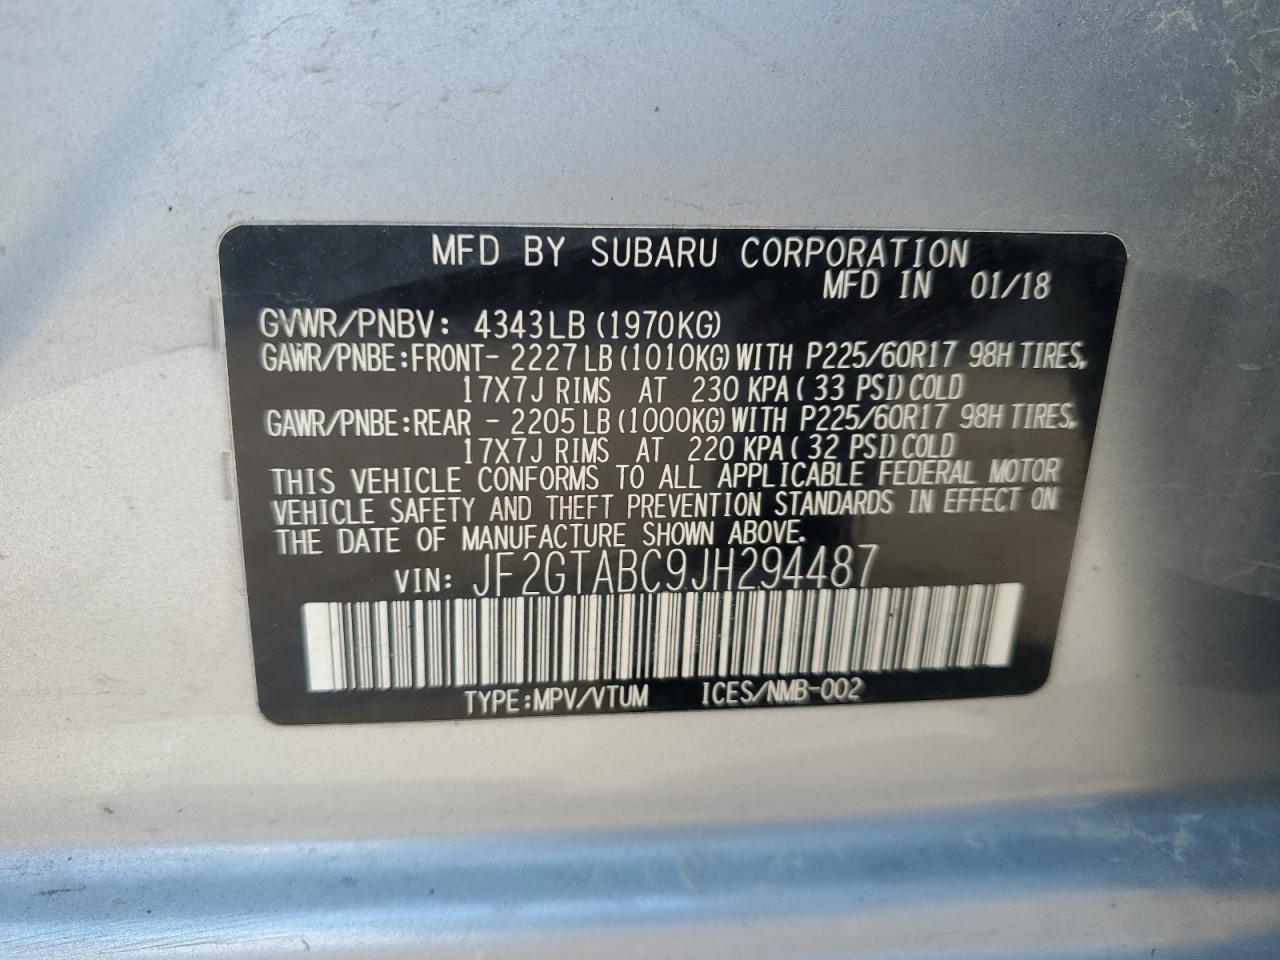 MFD BY SUBARU CORPORATION
MFD IN 01/18
GVWR/PNBV: 4343LB (1970KG)
GAWR/PNBE:FRONT- 2227LB (1010KG) WITH P225/60R17 98H TIRES,
17X7J RIMS AT 230 KPA ( 33 PSI) COLD
GAWR/PNBE:REAR - 2205LB (1000KG) WITH P225/60R17 98H TIRES,
17X7J RIMS AT 220 KPA ( 32 PSI) COLD
THIS VEHICLE CONFORMS TO ALL APPLICABLE FEDERAL MOTOR
VEHICLE SAFETY AND THEFT PREVENTION STANDARDS IN EFFECT ON
THE DATE OF MANUFACTURE SHOWN ABOVE.
VIN: JF2GTABC9JH294487
TYPE:MPV/VTUM ICES/NMB-002